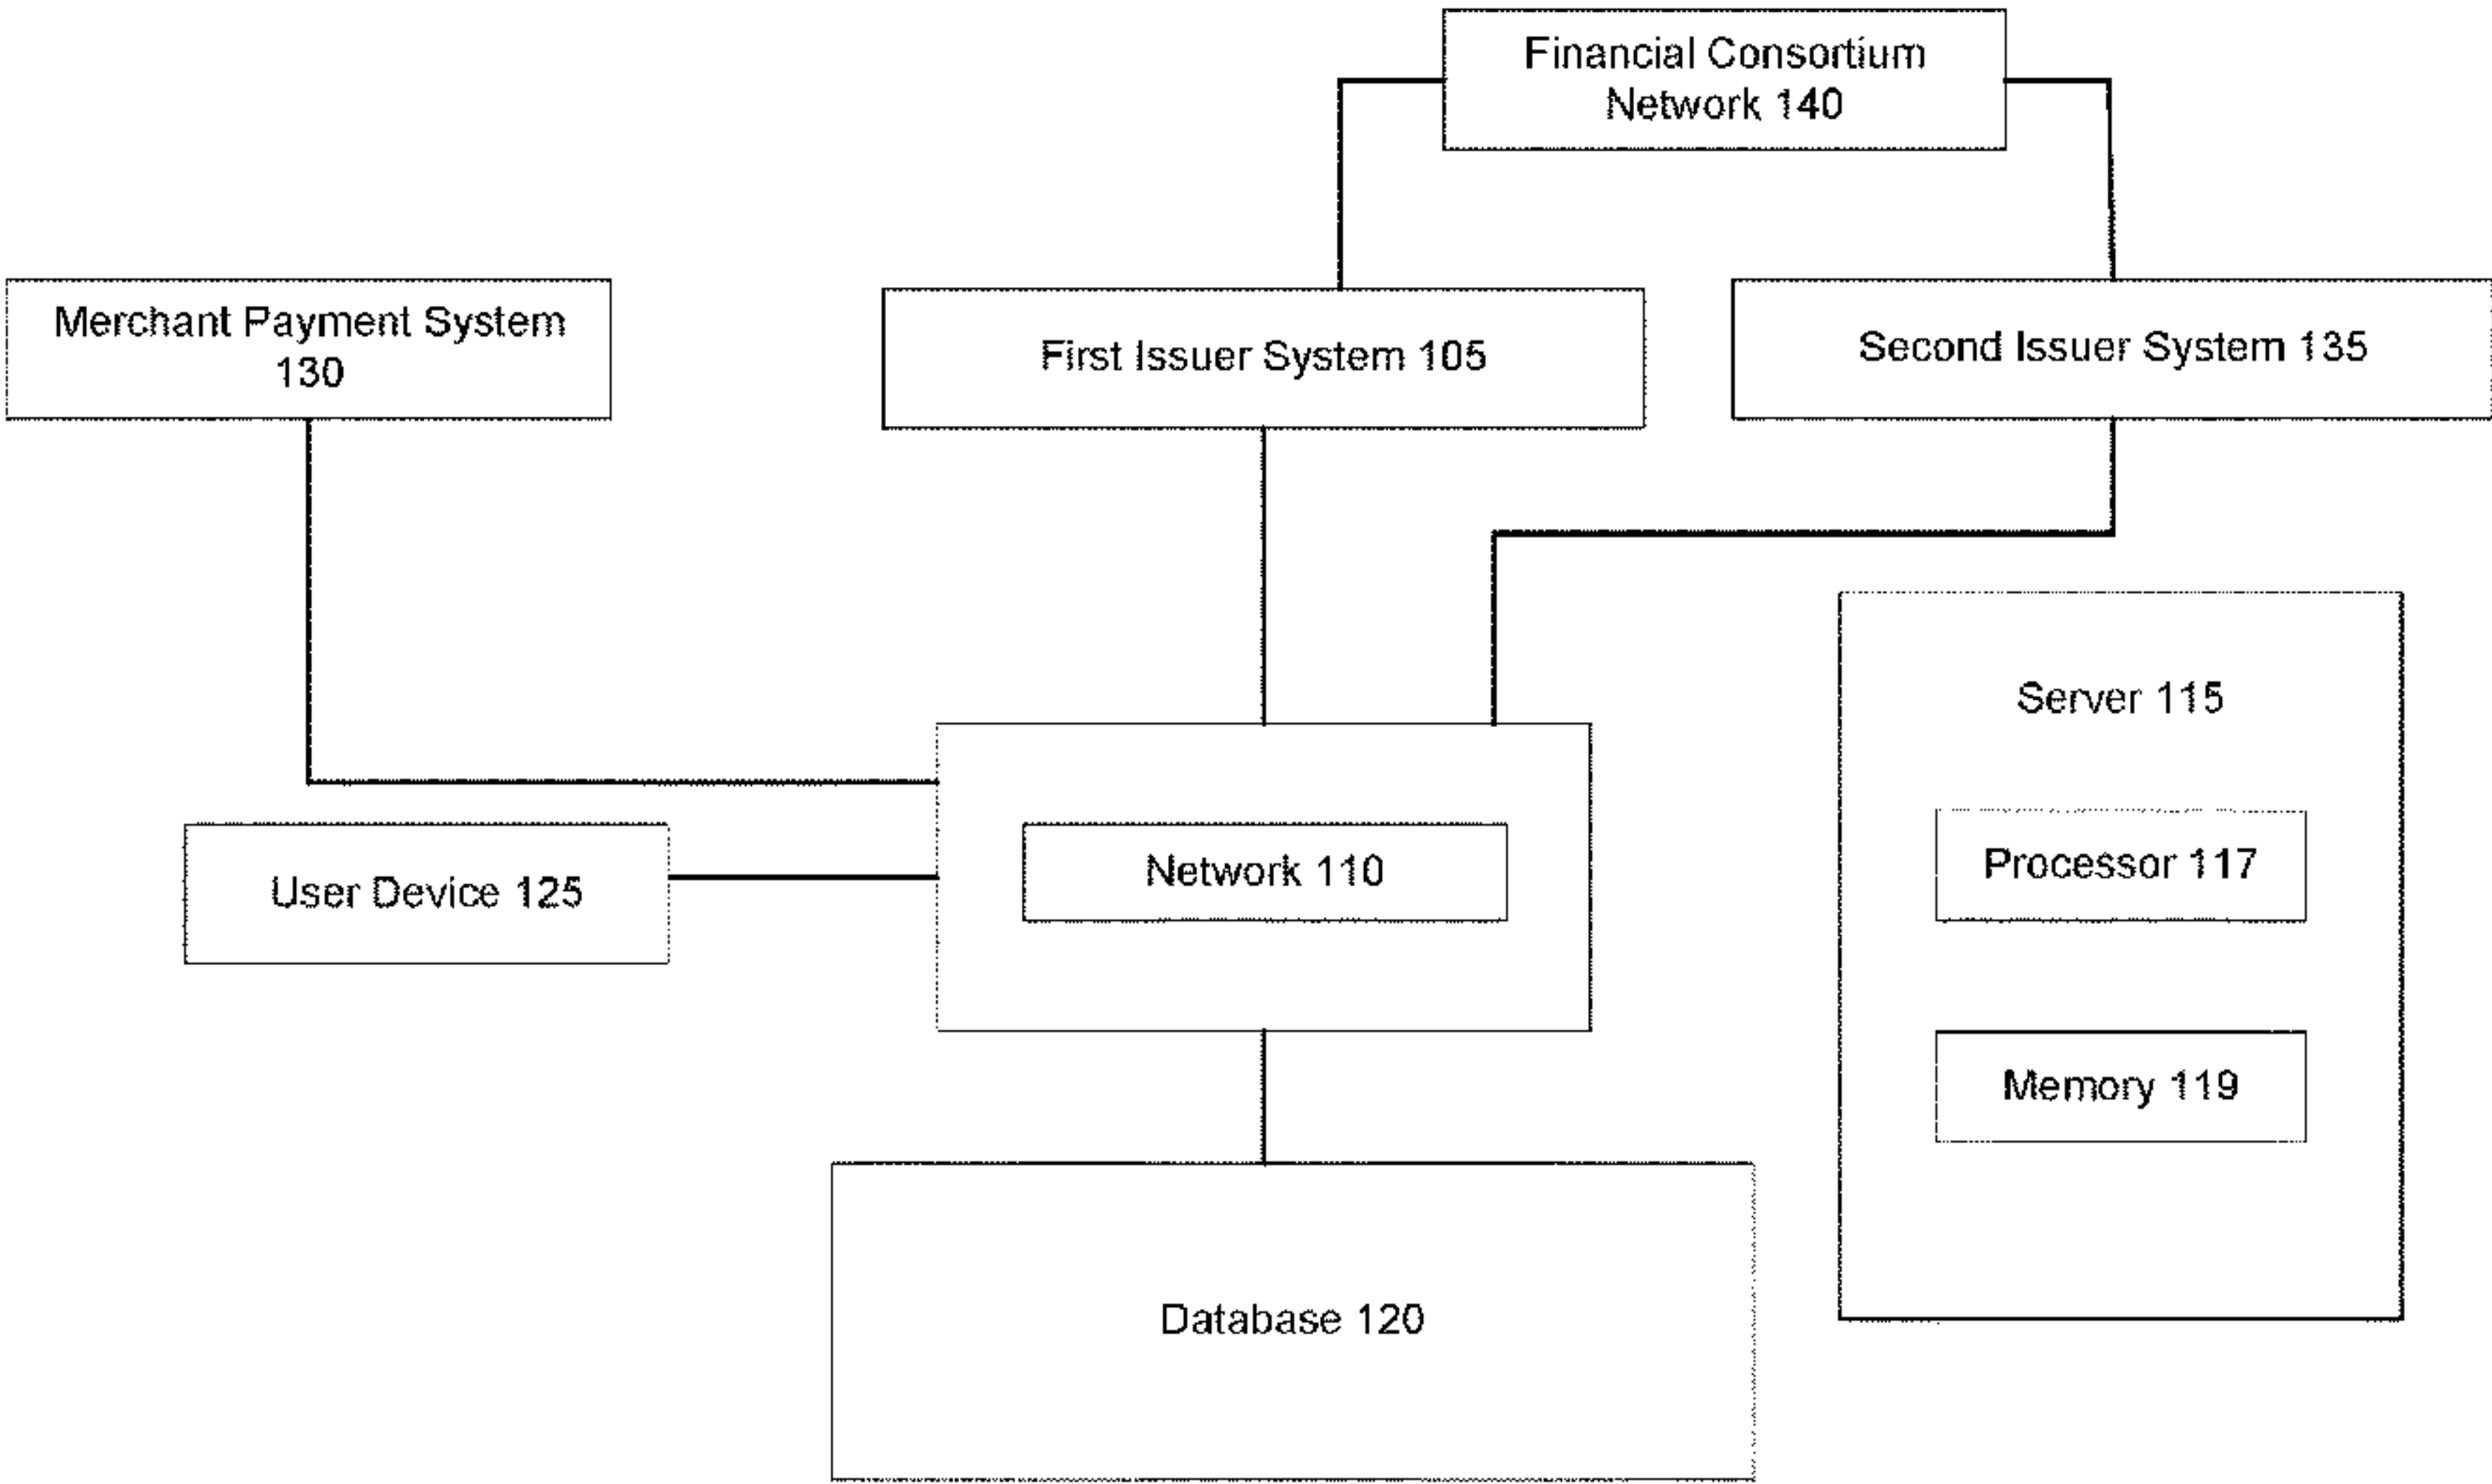 Financial Consortium
Network 140
Merchant Payment System
130
First Issuer System 105
Second Issuer System 135
Server 115
Processor 117
Memory 119
Network 110
User Device 125
Database 120